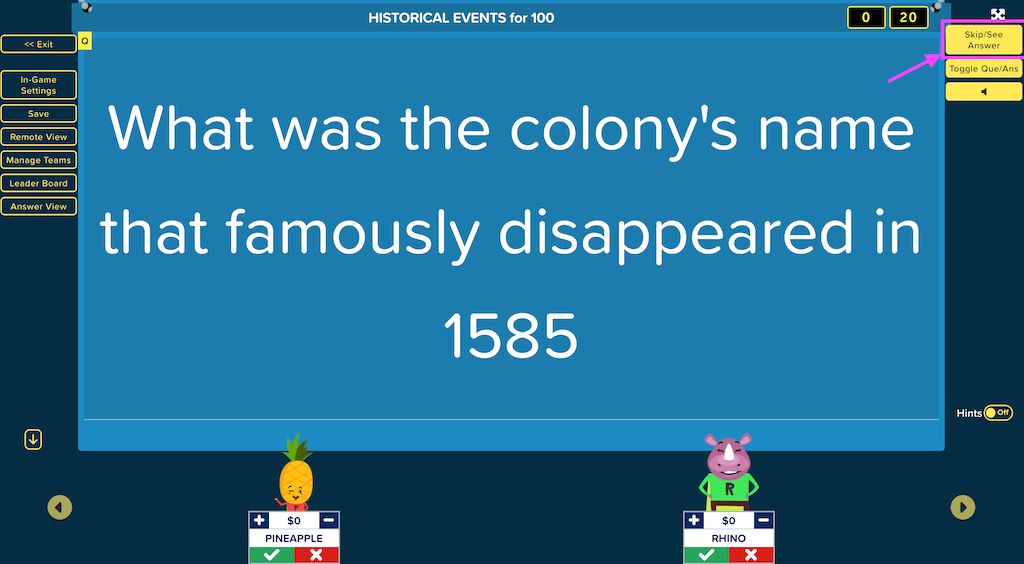 HISTORICAL EVENTS for 100
0
20
<< Exit
Q
Skip/See
Answer
Toggle Que/Ans
In-Game
Settings
Save
Remote View
Manage Teams
Leader Board
Answer View
What was the colony's name
that famously disappeared in
1585
Hints Off
R
+ $0 −
PINEAPPLE
+ $0 −
RHINO